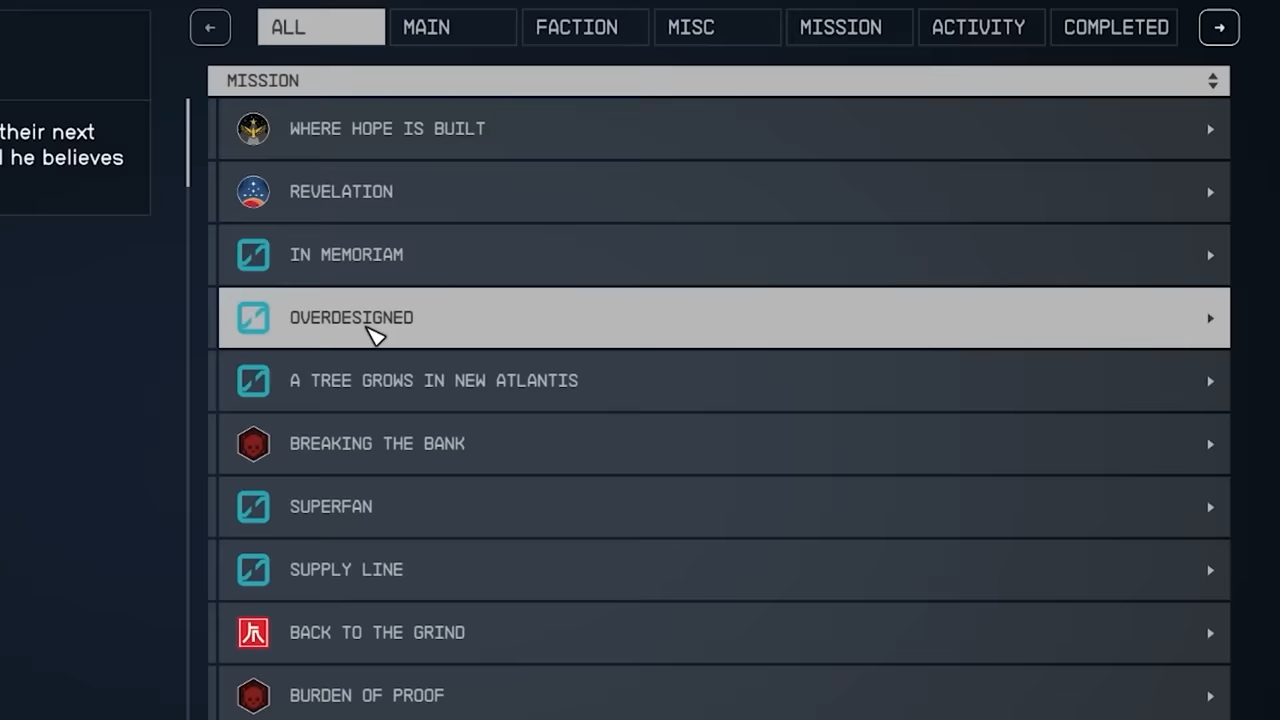 ALL MAIN FACTION MISC MISSION ACTIVITY COMPLETED
their next
he believes
MISSION
WHERE HOPE IS BUILT
REVELATION
IN MEMORIAM
OVERDESIGNED
A TREE GROWS IN NEW ATLANTIS
BREAKING THE BANK
SUPERFAN
SUPPLY LINE
BACK TO THE GRIND
BURDEN OF PROOF